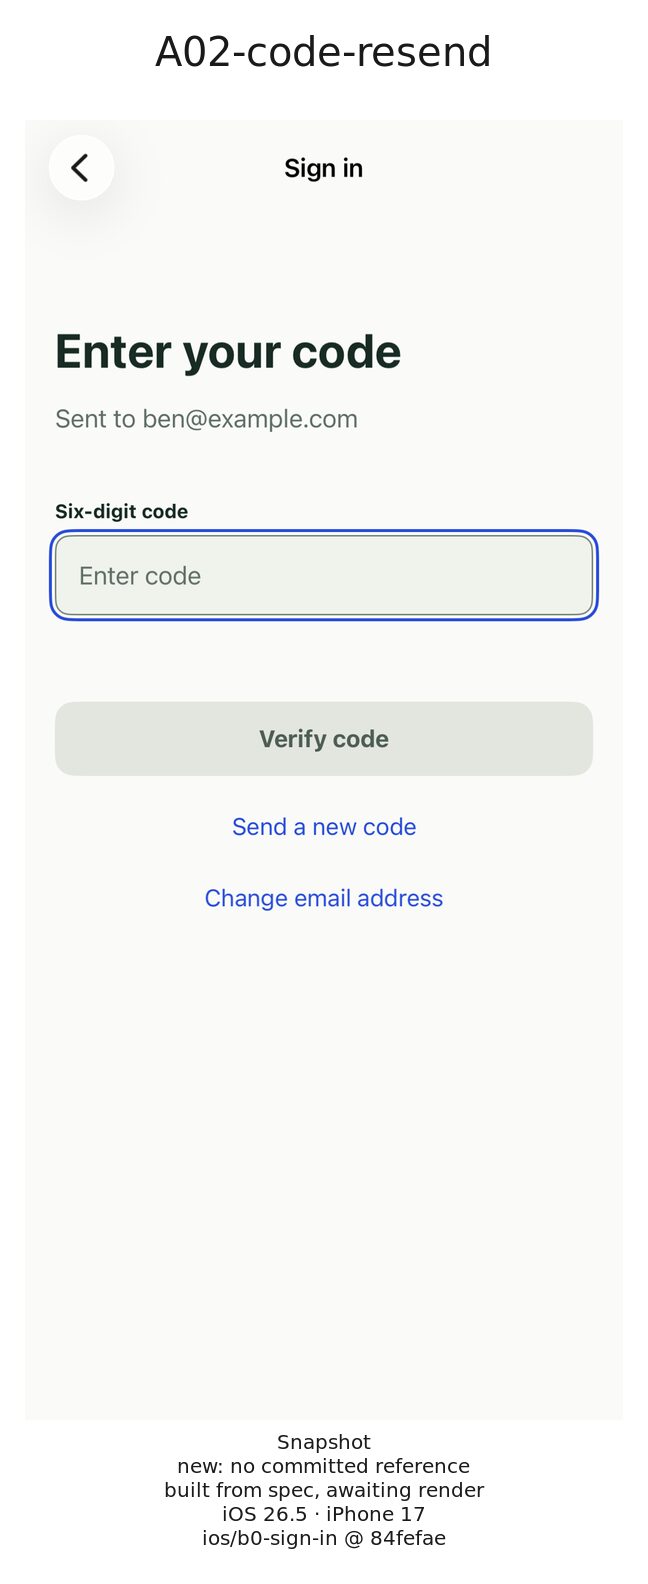 A02-code-resend
Sign in
Enter your code
Sent to ben@example.com
Six-digit code
Enter code
Verify code
Send a new code
Change email address
Snapshot
new: no committed reference
built from spec, awaiting render
iOS 26.5 · iPhone 17
ios/b0-sign-in @ 84fefae